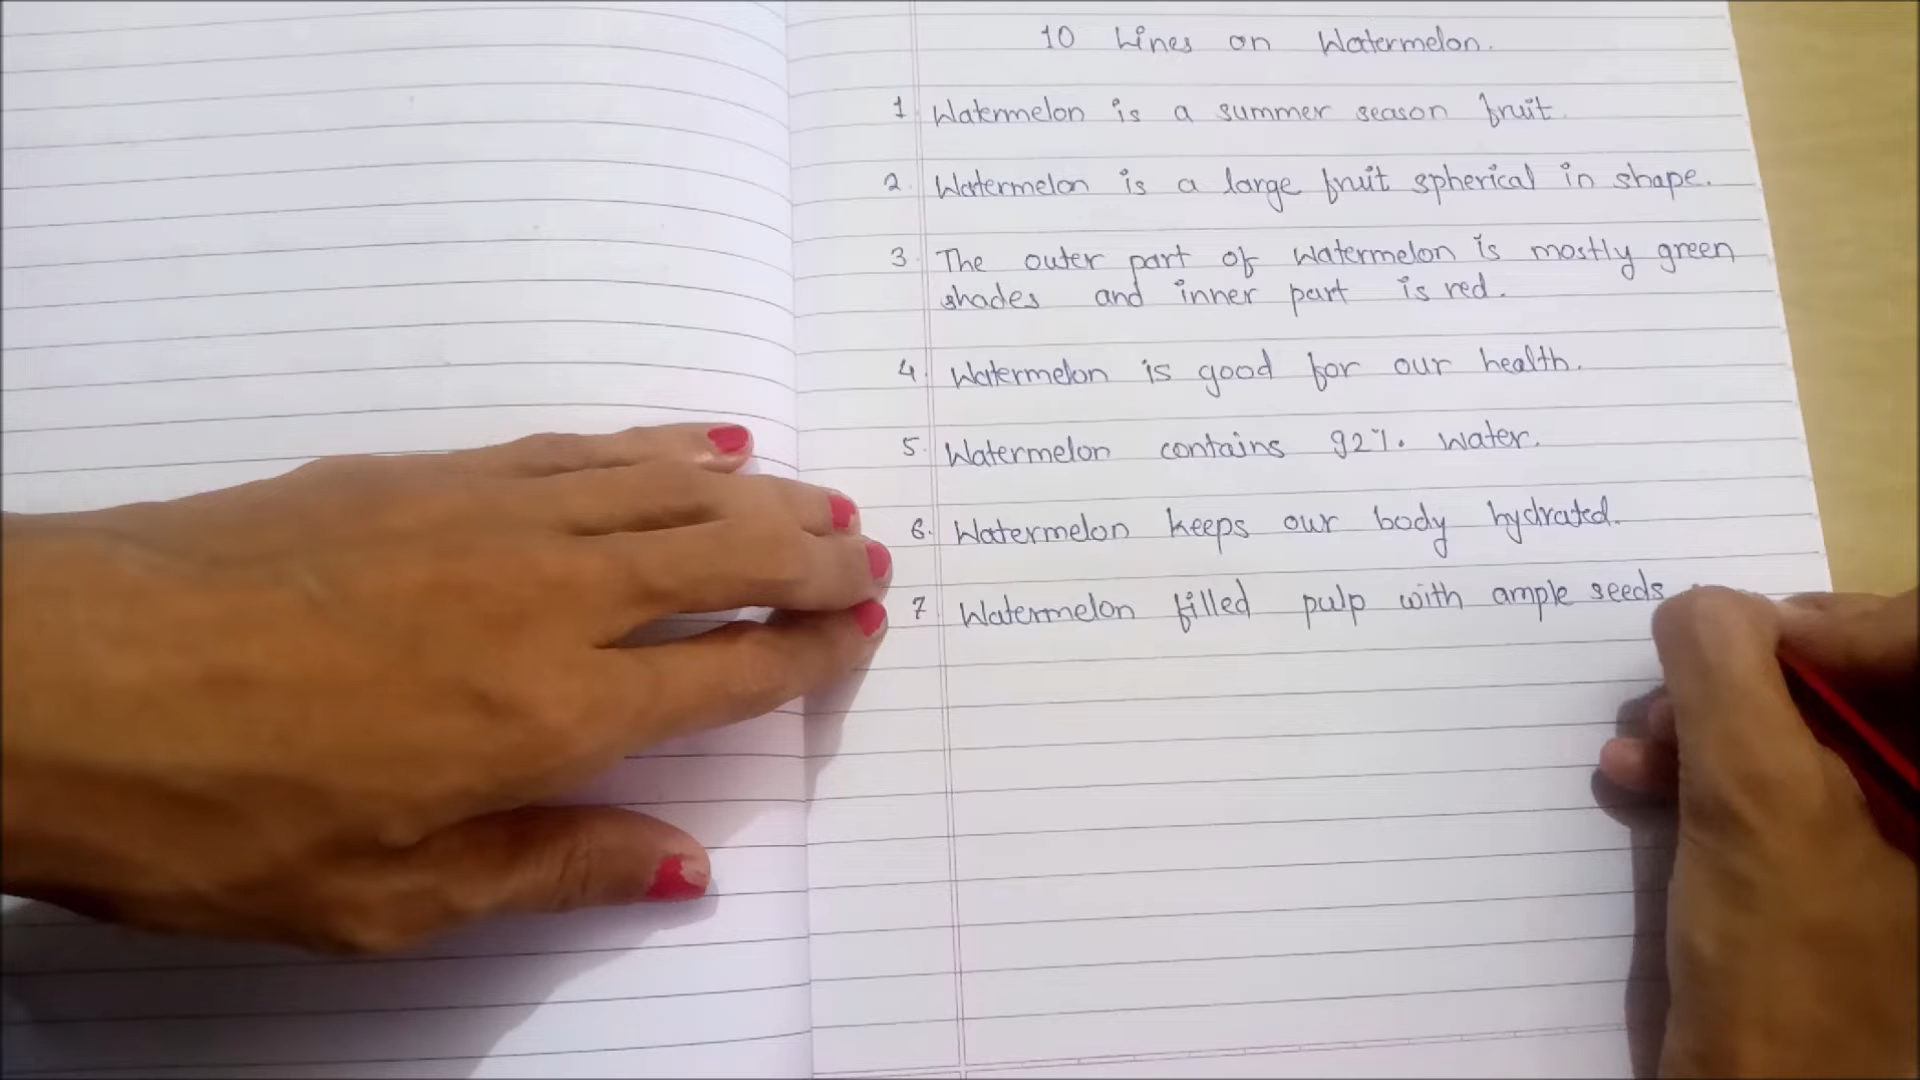 10 Lines on Watermelon.
1. Watermelon is a summer season fruit.
2. Watermelon is a large fruit spherical in shape.
3. The outer part of watermelon is mostly green
shades and inner part is red.
4. Watermelon is good for our health.
5. Watermelon contains 92% water.
6. Watermelon keeps our body hydrated.
7 Watermelon filled pulp with ample seeds